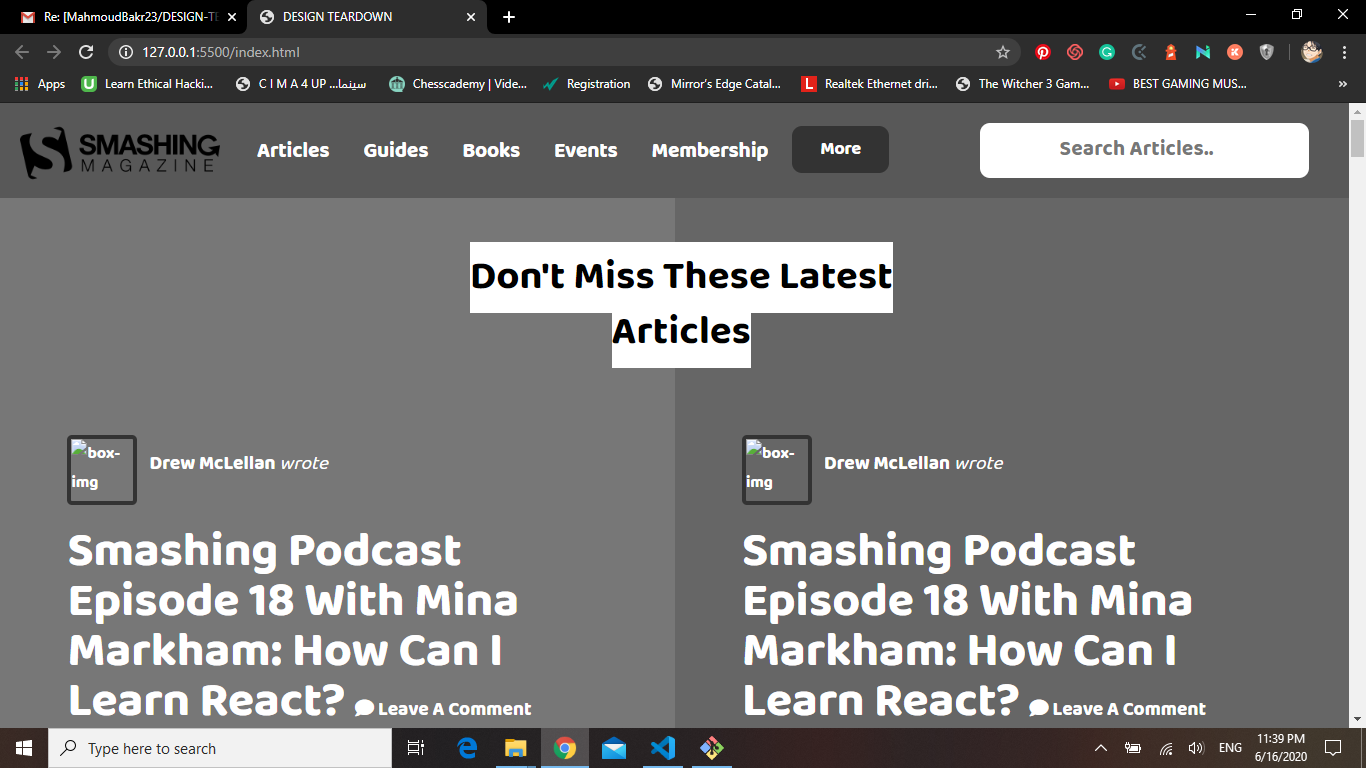 Re: [MahmoudBakr23/DESIGN-TE
DESIGN TEARDOWN
127.0.0.1:5500/index.html
Apps
Learn Ethical Hacki...
C I M A 4 UP ...سينما
Chesscademy | Vide...
Registration
Mirror's Edge Catal...
Realtek Ethernet dri...
The Witcher 3 Gam...
BEST GAMING MUS...
SMASHING
MAGAZINE
Articles
Guides
Books
Events
Membership
More
Search Articles..
Don't Miss These Latest
Articles
box-
img
Drew McLellan wrote
Smashing Podcast
Episode 18 With Mina
Markham: How Can I
Learn React? Leave A Comment
box-
img
Drew McLellan wrote
Smashing Podcast
Episode 18 With Mina
Markham: How Can I
Learn React? Leave A Comment
Type here to search
ENG
11:39 PM
6/16/2020